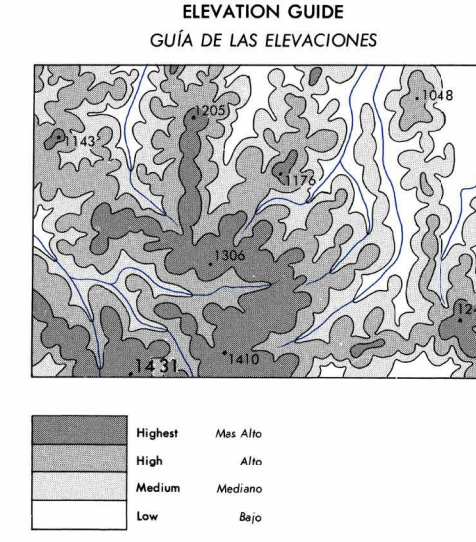 ELEVATION GUIDE
GUÍA DE LAS ELEVACIONES
1048
1205
1143
1176
1306
1431
1410
Highest Mas Alto
High Alto
Medium Mediano
Low Bajo